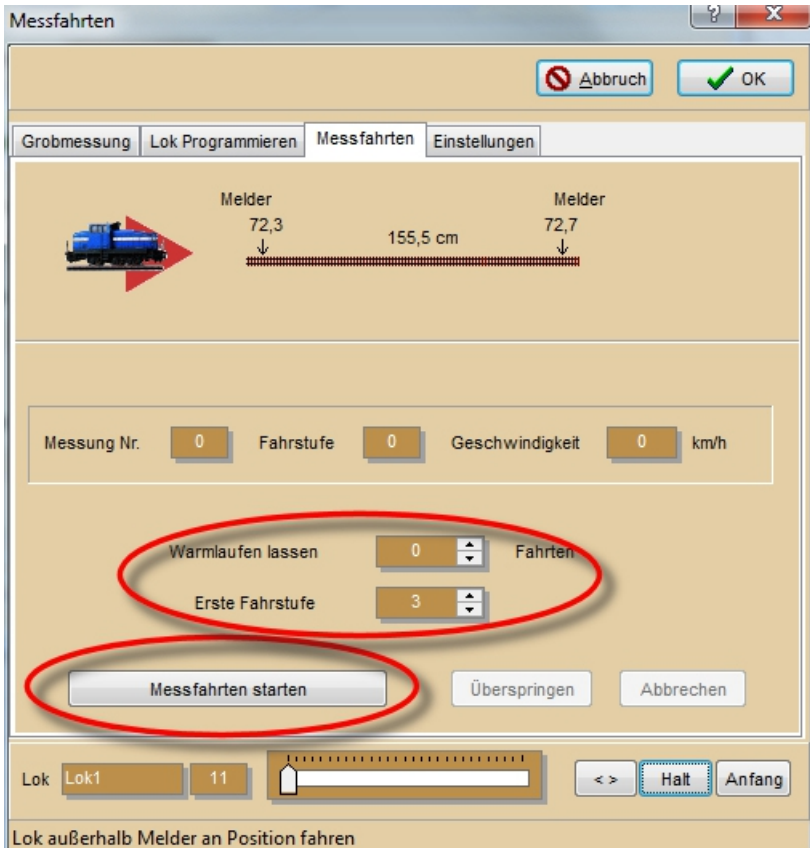 Messfahrten
Abbruch OK
Grobmessung Lok Programmieren Messfahrten Einstellungen
Melder Melder
72,3 155,5 cm 72,7
Messung Nr. 0 Fahrstufe 0 Geschwindigkeit 0 km/h
Warmlaufen lassen 0 Fahrten
Erste Fahrstufe 3
Messfahrten starten Überspringen Abbrechen
Lok Lok1 11 < > Halt Anfang
Lok außerhalb Melder an Position fahren